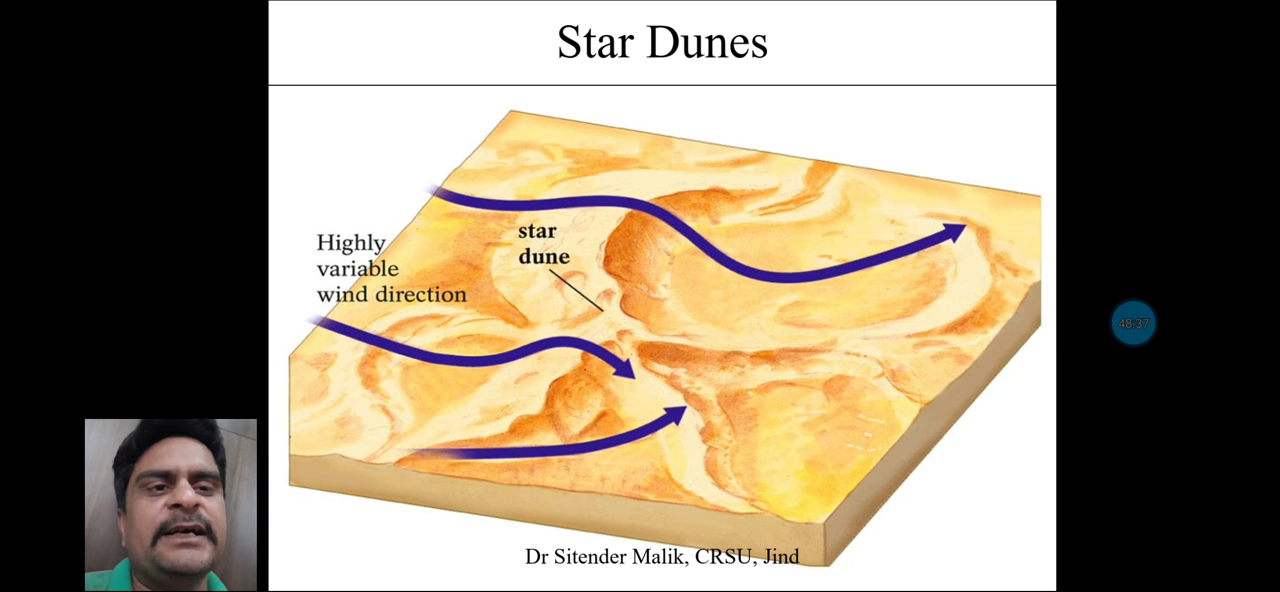 Star Dunes
Highly
variable
wind direction
star
dune
48:37
Dr Sitender Malik, CRSU, Jind